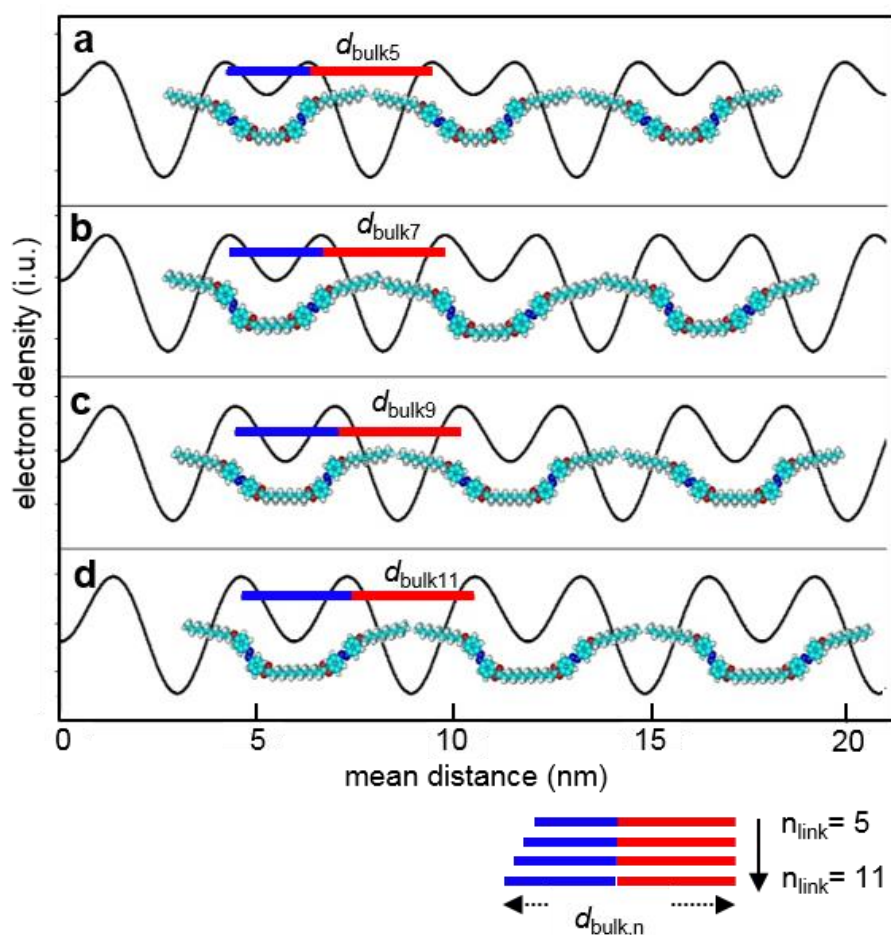 a
dbulk5
b
dbulk7
c
dbulk9
d
dbulk11
electron density (i.u.)
0 5 10 15 20
mean distance (nm)
nlink= 5
nlink= 11
dbulk,n